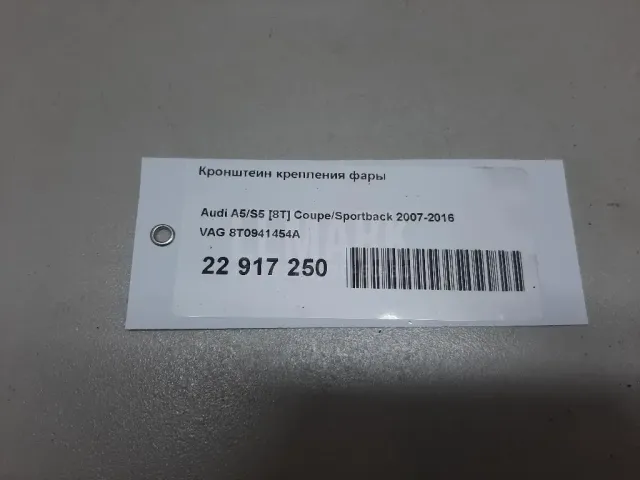 Кронштейн крепления фары
Audi A5/S5 [8T] Coupe/Sportback 2007-2016
VAG 8T0941454A
22 917 250